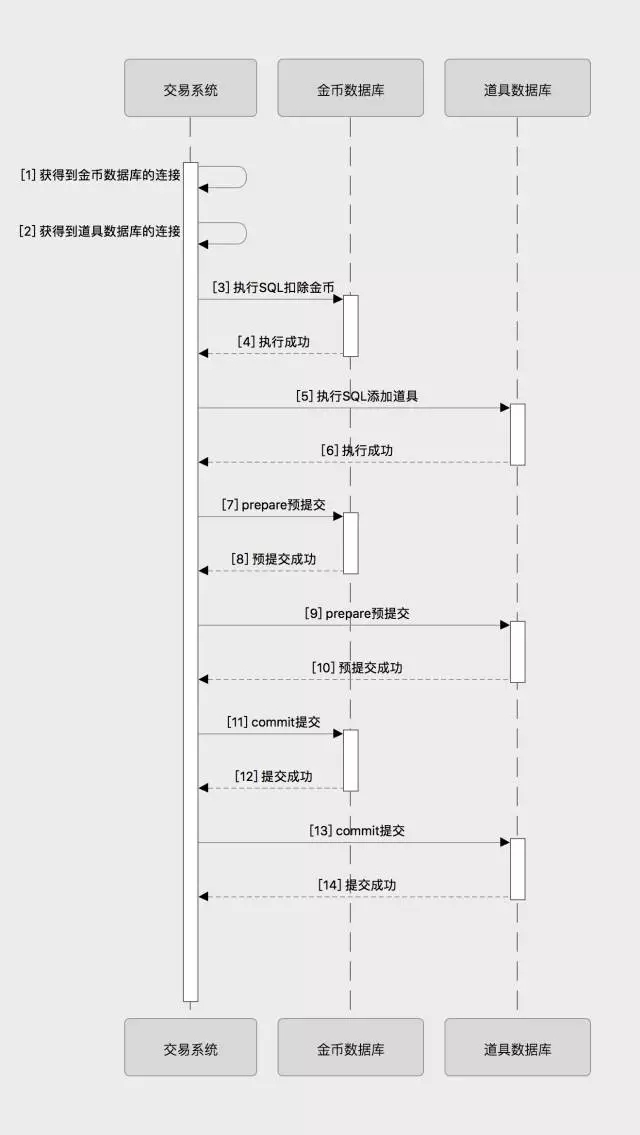 交易系统
金币数据库
道具数据库
[1] 获得到金币数据库的连接
[2] 获得到道具数据库的连接
[3] 执行SQL扣除金币
[4] 执行成功
[5] 执行SQL添加道具
[6] 执行成功
[7] prepare预提交
[8] 预提交成功
[9] prepare预提交
[10] 预提交成功
[11] commit提交
[12] 提交成功
[13] commit提交
[14] 提交成功
交易系统
金币数据库
道具数据库